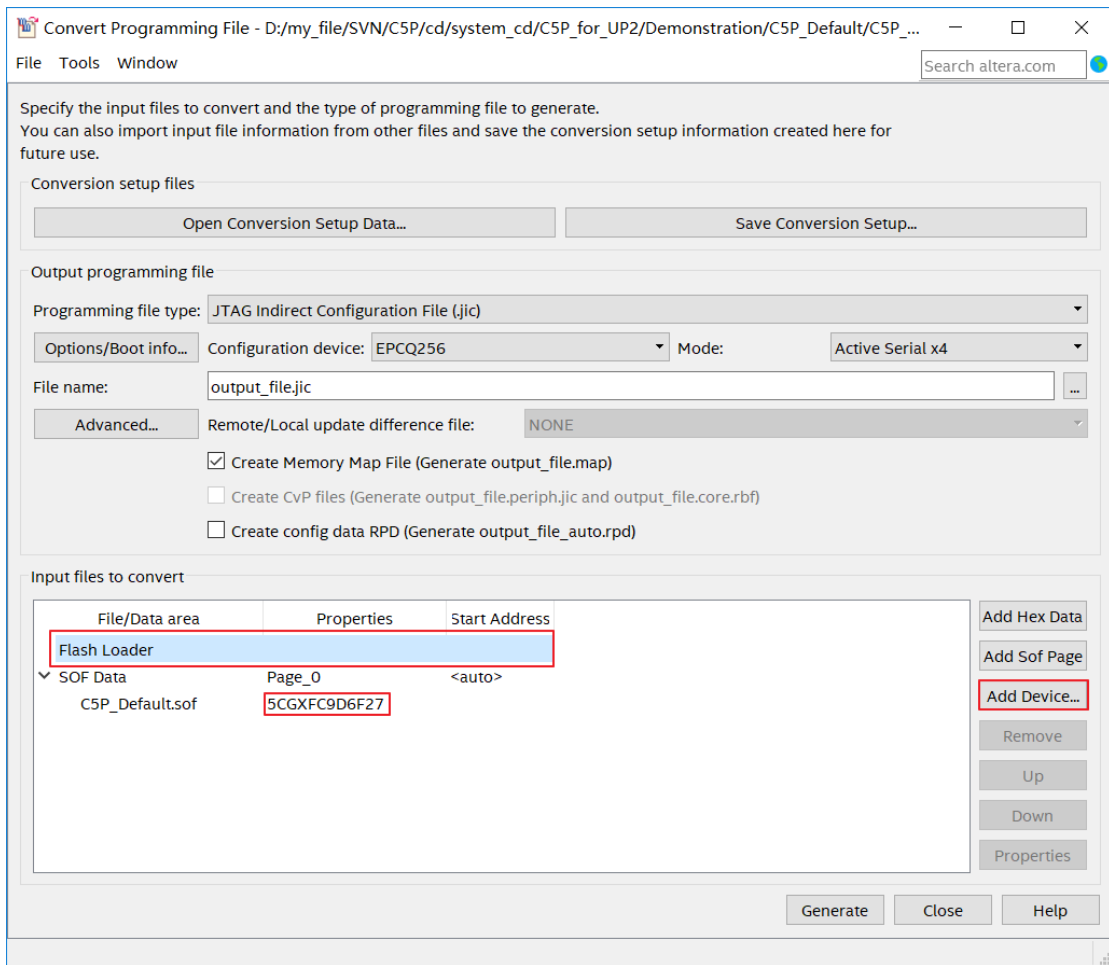 Convert Programming File - D:/my_file/SVN/C5P/cd/system_cd/C5P_for_UP2/Demonstration/C5P_Default/C5P_...
File Tools Window
Search altera.com
Specify the input files to convert and the type of programming file to generate.
You can also import input file information from other files and save the conversion setup information created here for
future use.
Conversion setup files
Open Conversion Setup Data...
Save Conversion Setup...
Output programming file
Programming file type: JTAG Indirect Configuration File (.jic)
Options/Boot info... Configuration device: EPCQ256 Mode: Active Serial x4
File name: output_file.jic ...
Advanced... Remote/Local update difference file: NONE
Create Memory Map File (Generate output_file.map)
Create CvP files (Generate output_file.periph.jic and output_file.core.rbf)
Create config data RPD (Generate output_file_auto.rpd)
Input files to convert
File/Data area Properties Start Address
Flash Loader
SOF Data Page_0 <auto>
C5P_Default.sof 5CGXFC9D6F27
Add Hex Data
Add Sof Page
Add Device...
Remove
Up
Down
Properties
Generate Close Help